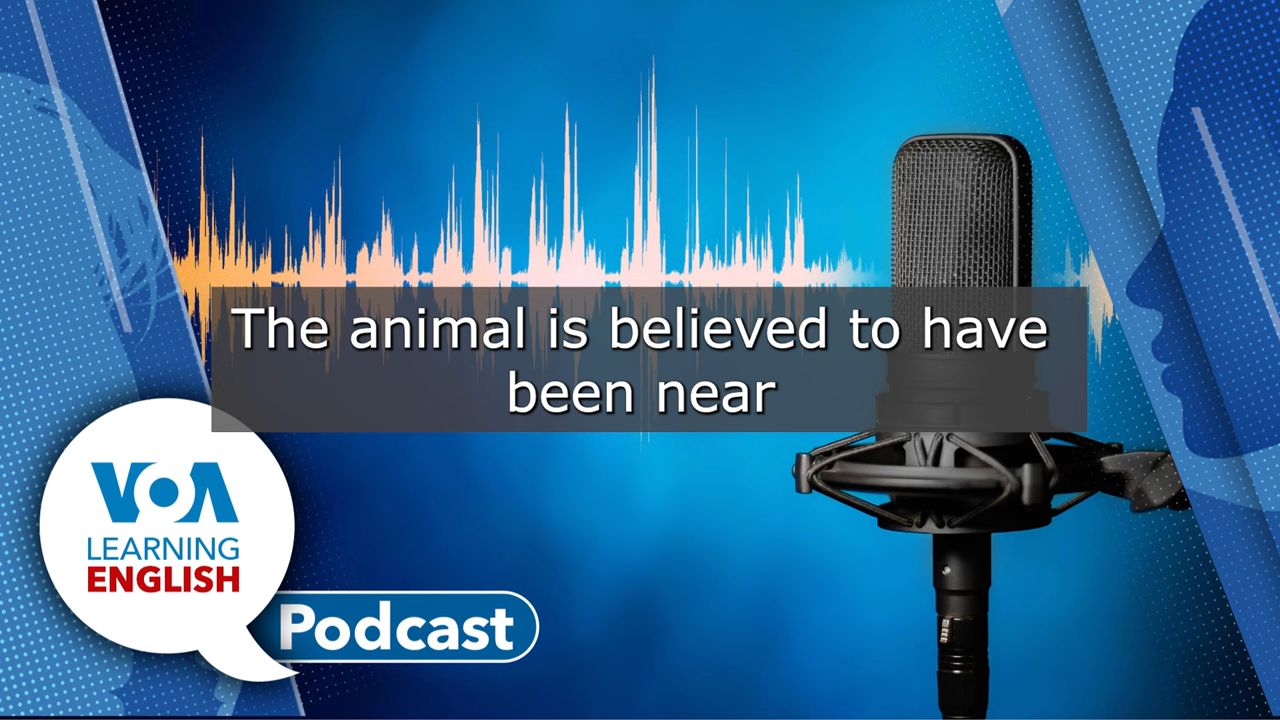 The animal is believed to have
been near
VOA
LEARNING
ENGLISH
Podcast